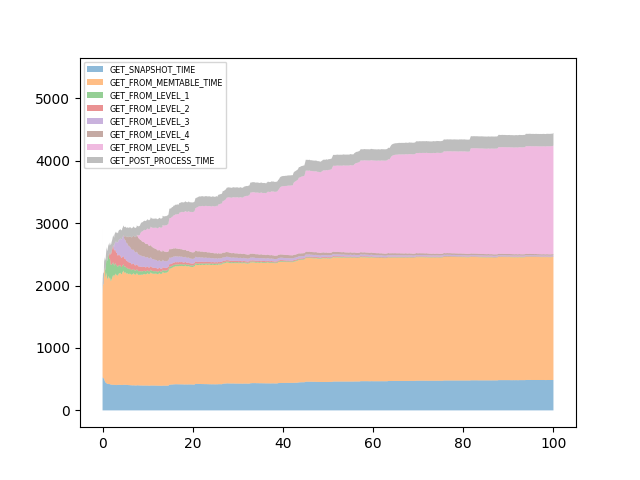 GET_SNAPSHOT_TIME
GET_FROM_MEMTABLE_TIME
GET_FROM_LEVEL_1
GET_FROM_LEVEL_2
GET_FROM_LEVEL_3
GET_FROM_LEVEL_4
GET_FROM_LEVEL_5
GET_POST_PROCESS_TIME
5000
4000
3000
2000
1000
0
0 20 40 60 80 100